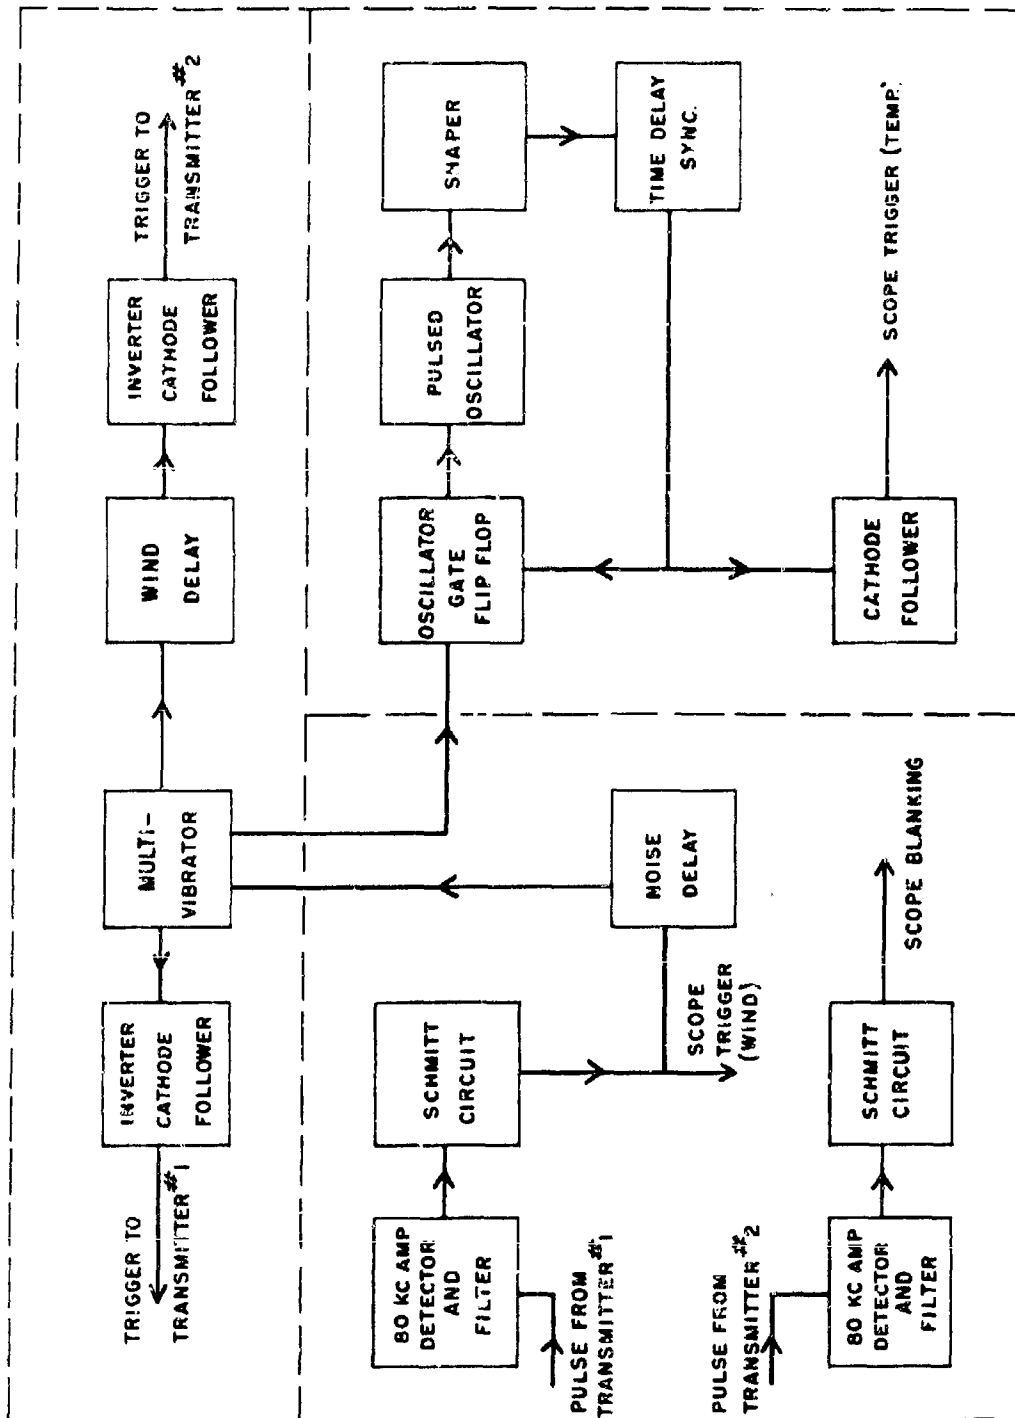 TRIGGER TO
TRANSMITTER #1
INVERTER
CATHODE
FOLLOWER
MULTI-
VIBRATOR
WIND
DELAY
INVERTER
CATHODE
FOLLOWER
TRIGGER TO
TRANSMITTER #2
80 KC AMP
DETECTOR
AND
FILTER
PULSE FROM
TRANSMITTER #1
SCHMITT
CIRCUIT
SCOPE
TRIGGER
(WIND)
NOISE
DELAY
OSCILLATOR
GATE
FLIP FLOP
PULSED
OSCILLATOR
SHAPER
TIME DELAY
SYNC.
PULSE FROM
TRANSMITTER #2
80 KC AMP
DETECTOR
AND
FILTER
SCHMITT
CIRCUIT
SCOPE BLANKING
CATHODE
FOLLOWER
SCOPE TRIGGER (TEMP.)